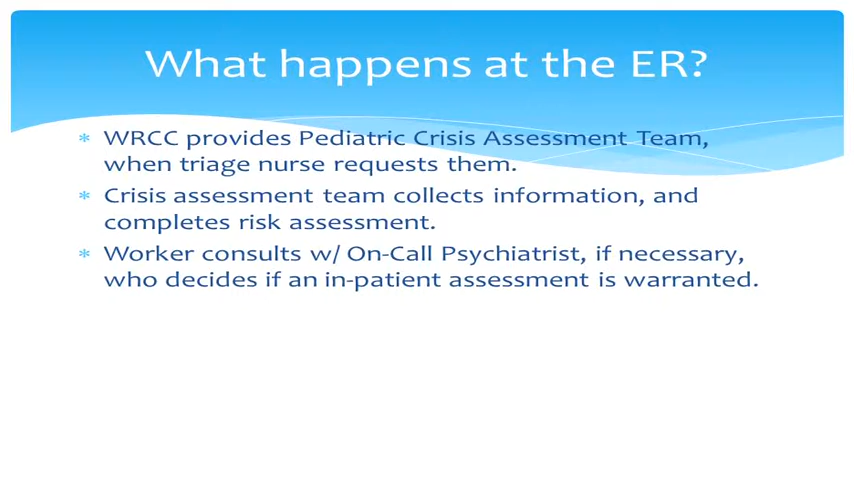 What happens at the ER?
* WRCC provides Pediatric Crisis Assessment Team,
when triage nurse requests them.
* Crisis assessment team collects information, and
completes risk assessment.
* Worker consults w/ On-Call Psychiatrist, if necessary,
who decides if an in-patient assessment is warranted.